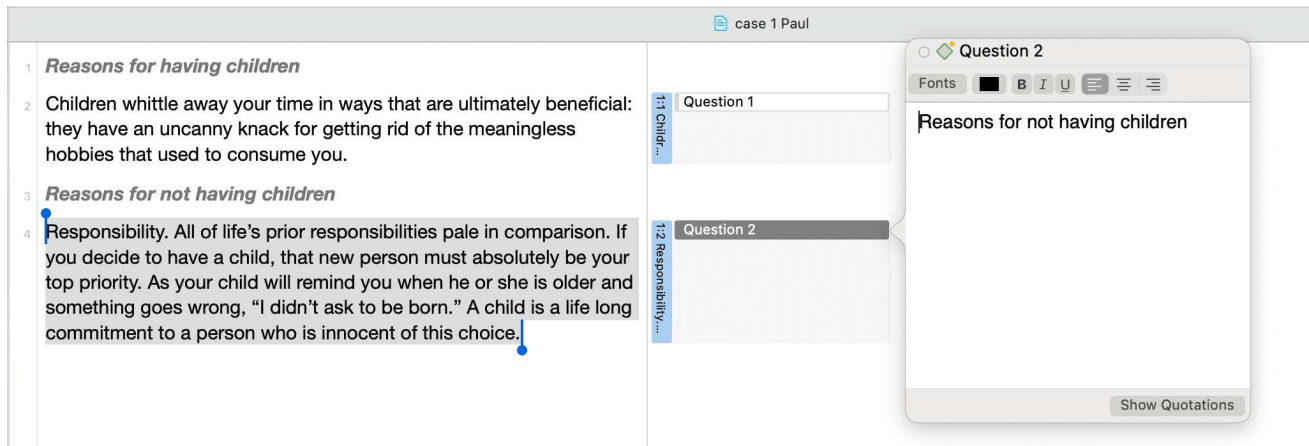 case 1 Paul
1 Reasons for having children
2 Children whittle away your time in ways that are ultimately beneficial:
they have an uncanny knack for getting rid of the meaningless
hobbies that used to consume you.
3 Reasons for not having children
4 Responsibility. All of life’s prior responsibilities pale in comparison. If
you decide to have a child, that new person must absolutely be your
top priority. As your child will remind you when he or she is older and
something goes wrong, “I didn’t ask to be born.” A child is a life long
commitment to a person who is innocent of this choice.
1:1 Childr...
Question 1
1:2 Responsibility....
Question 2
Question 2
Fonts B I U
Reasons for not having children
Show Quotations